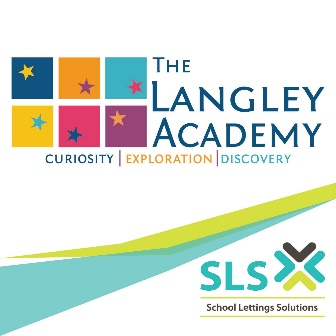 THE
LANGLEY
ACADEMY
CURIOSITY | EXPLORATION | DISCOVERY
SLS
School Lettings Solutions